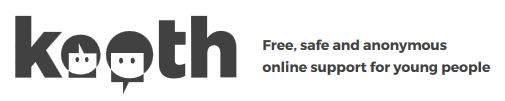 kooth
Free, safe and anonymous
online support for young people